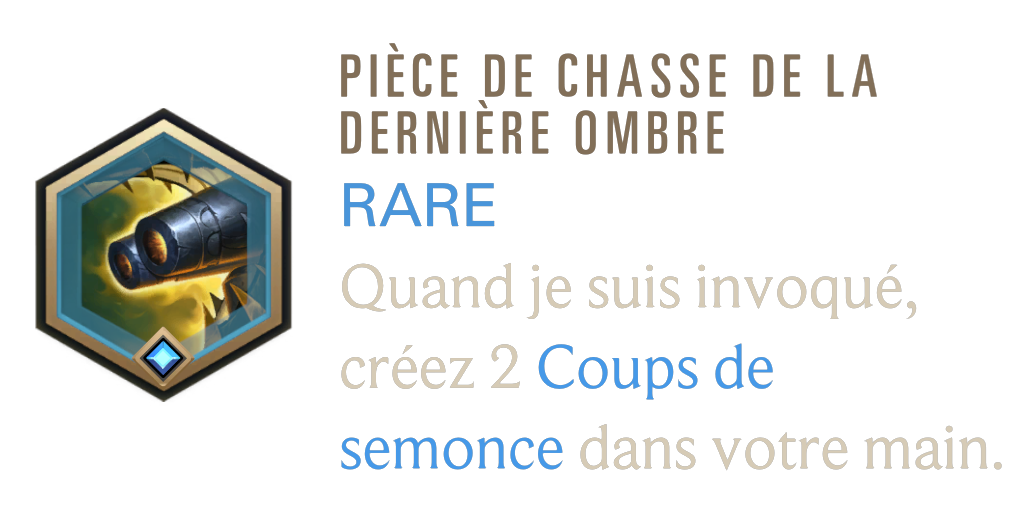 PIÈCE DE CHASSE DE LA
DERNIÈRE OMBRE
RARE
Quand je suis invoqué,
créez 2 Coups de
semonce dans votre main.